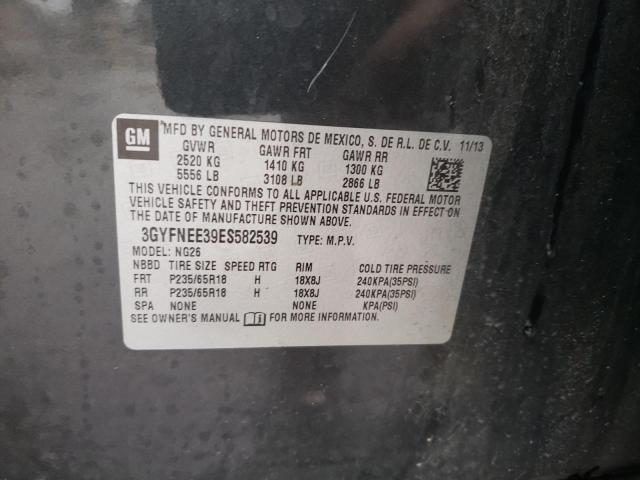 GM
MFD BY GENERAL MOTORS DE MEXICO, S. DE R.L. DE C.V. 11/13
GVWR GAWR FRT GAWR RR
2520 KG 1410 KG 1300 KG
5556 LB 3108 LB 2866 LB
THIS VEHICLE CONFORMS TO ALL APPLICABLE U.S. FEDERAL MOTOR
VEHICLE SAFETY AND THEFT PREVENTION STANDARDS IN EFFECT ON
THE DATE OF MANUFACTURE SHOWN ABOVE.
3GYFNEE39ES582539 TYPE: M.P.V.
MODEL: NG26
NBBD TIRE SIZE SPEED RTG RIM COLD TIRE PRESSURE
FRT P235/65R18 H 18X8J 240KPA(35PSI)
RR P235/65R18 H 18X8J 240KPA(35PSI)
SPA NONE NONE KPA(PSI)
SEE OWNER'S MANUAL i FOR MORE INFORMATION.